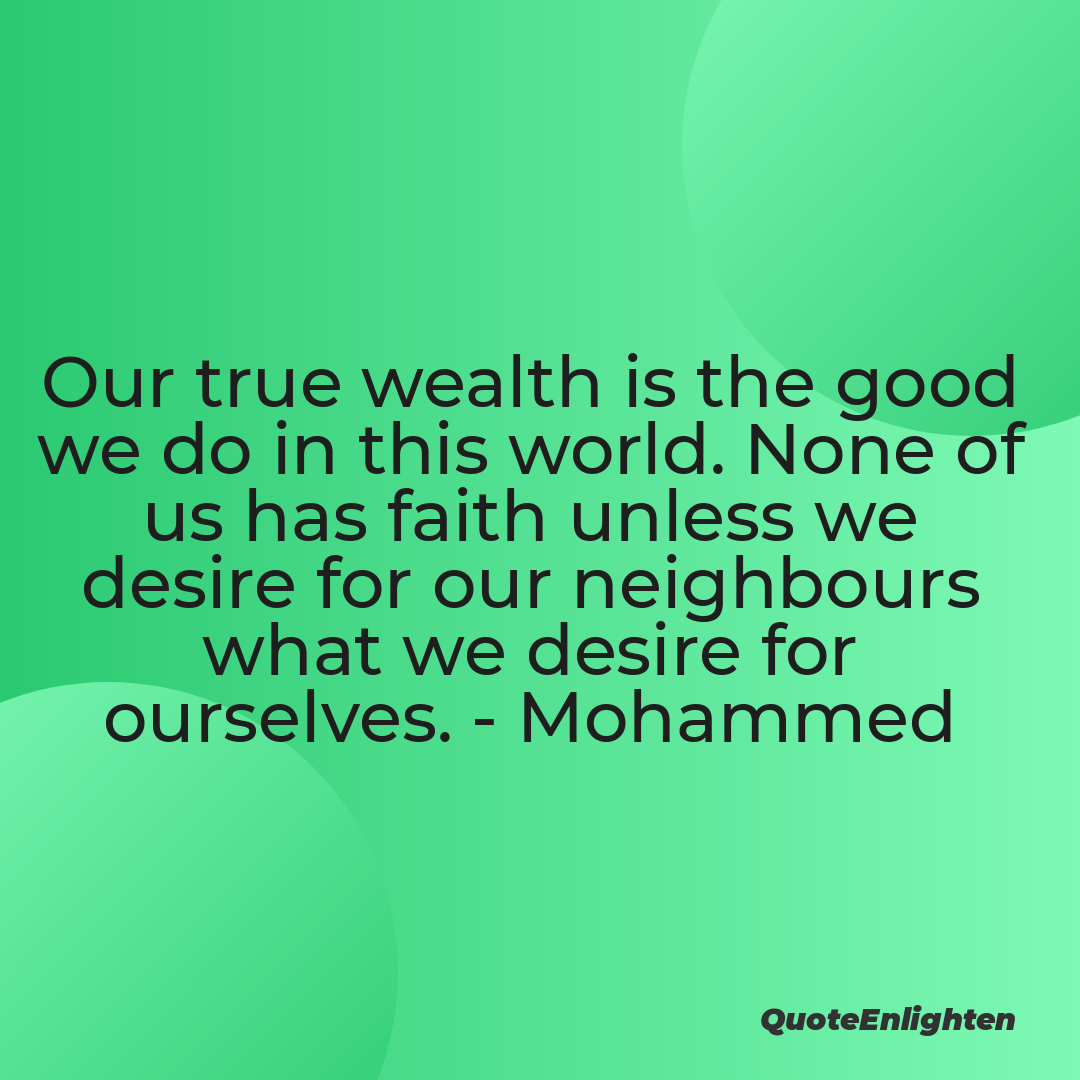 Our true wealth is the good
we do in this world. None of
us has faith unless we
desire for our neighbours
what we desire for
ourselves. - Mohammed
QuoteEnlighten